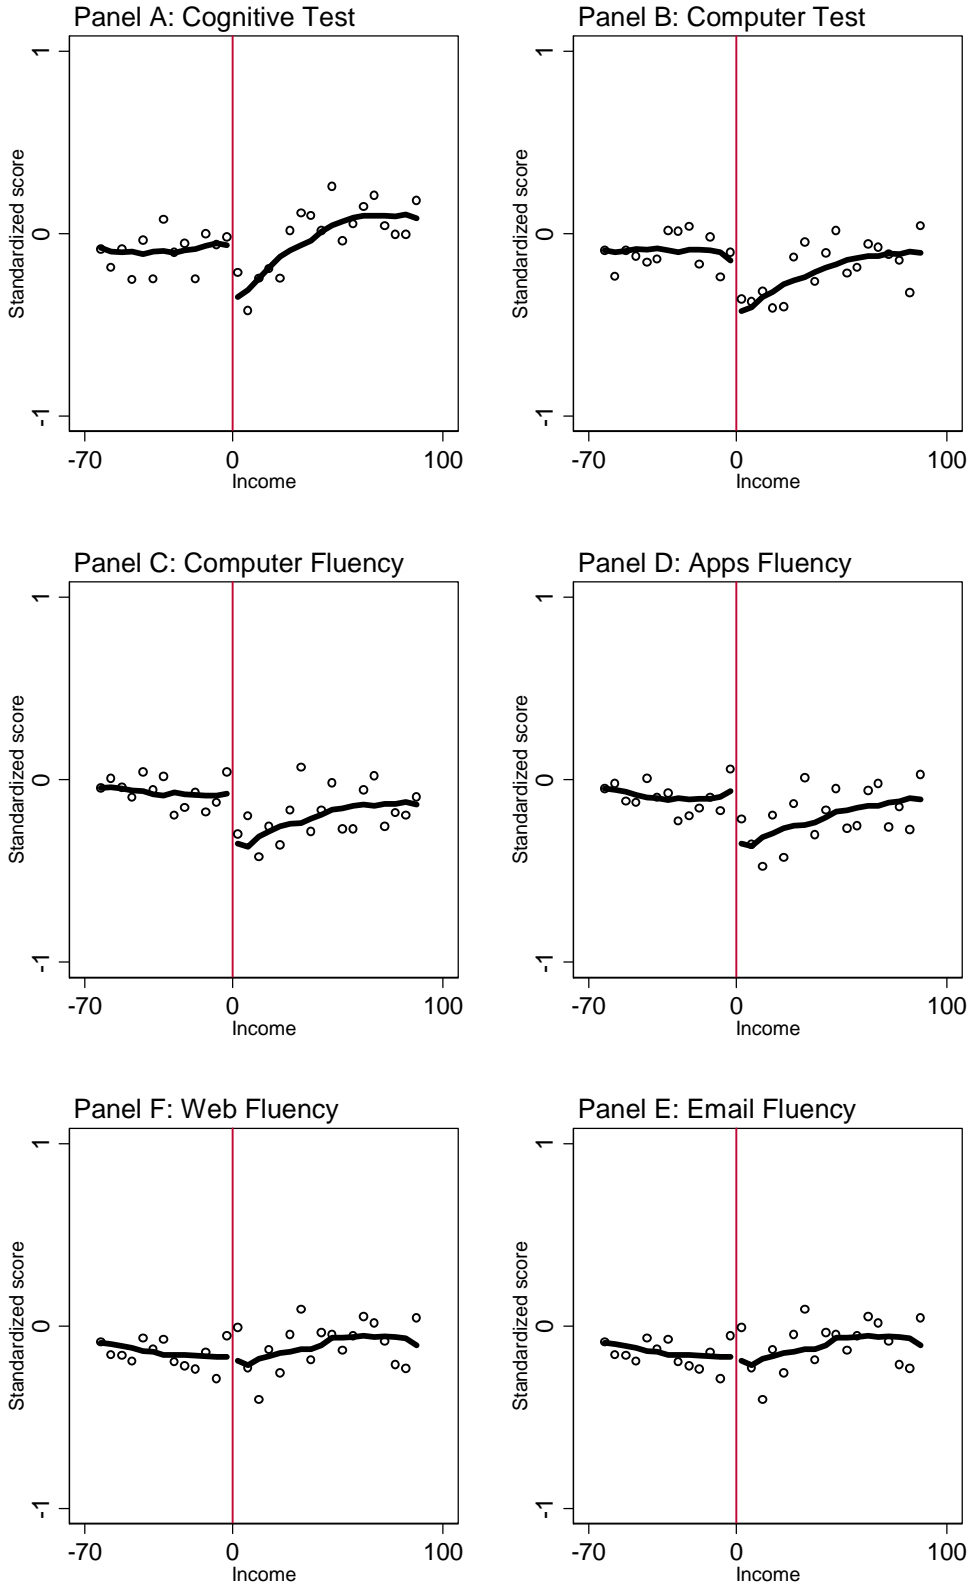 Panel A: Cognitive Test
1
0
-1
Standardized score
-70 0 100
Income
Panel B: Computer Test
1
0
-1
Standardized score
-70 0 100
Income
Panel C: Computer Fluency
1
0
-1
Standardized score
-70 0 100
Income
Panel D: Apps Fluency
1
0
-1
Standardized score
-70 0 100
Income
Panel F: Web Fluency
1
0
-1
Standardized score
-70 0 100
Income
Panel E: Email Fluency
1
0
-1
Standardized score
-70 0 100
Income